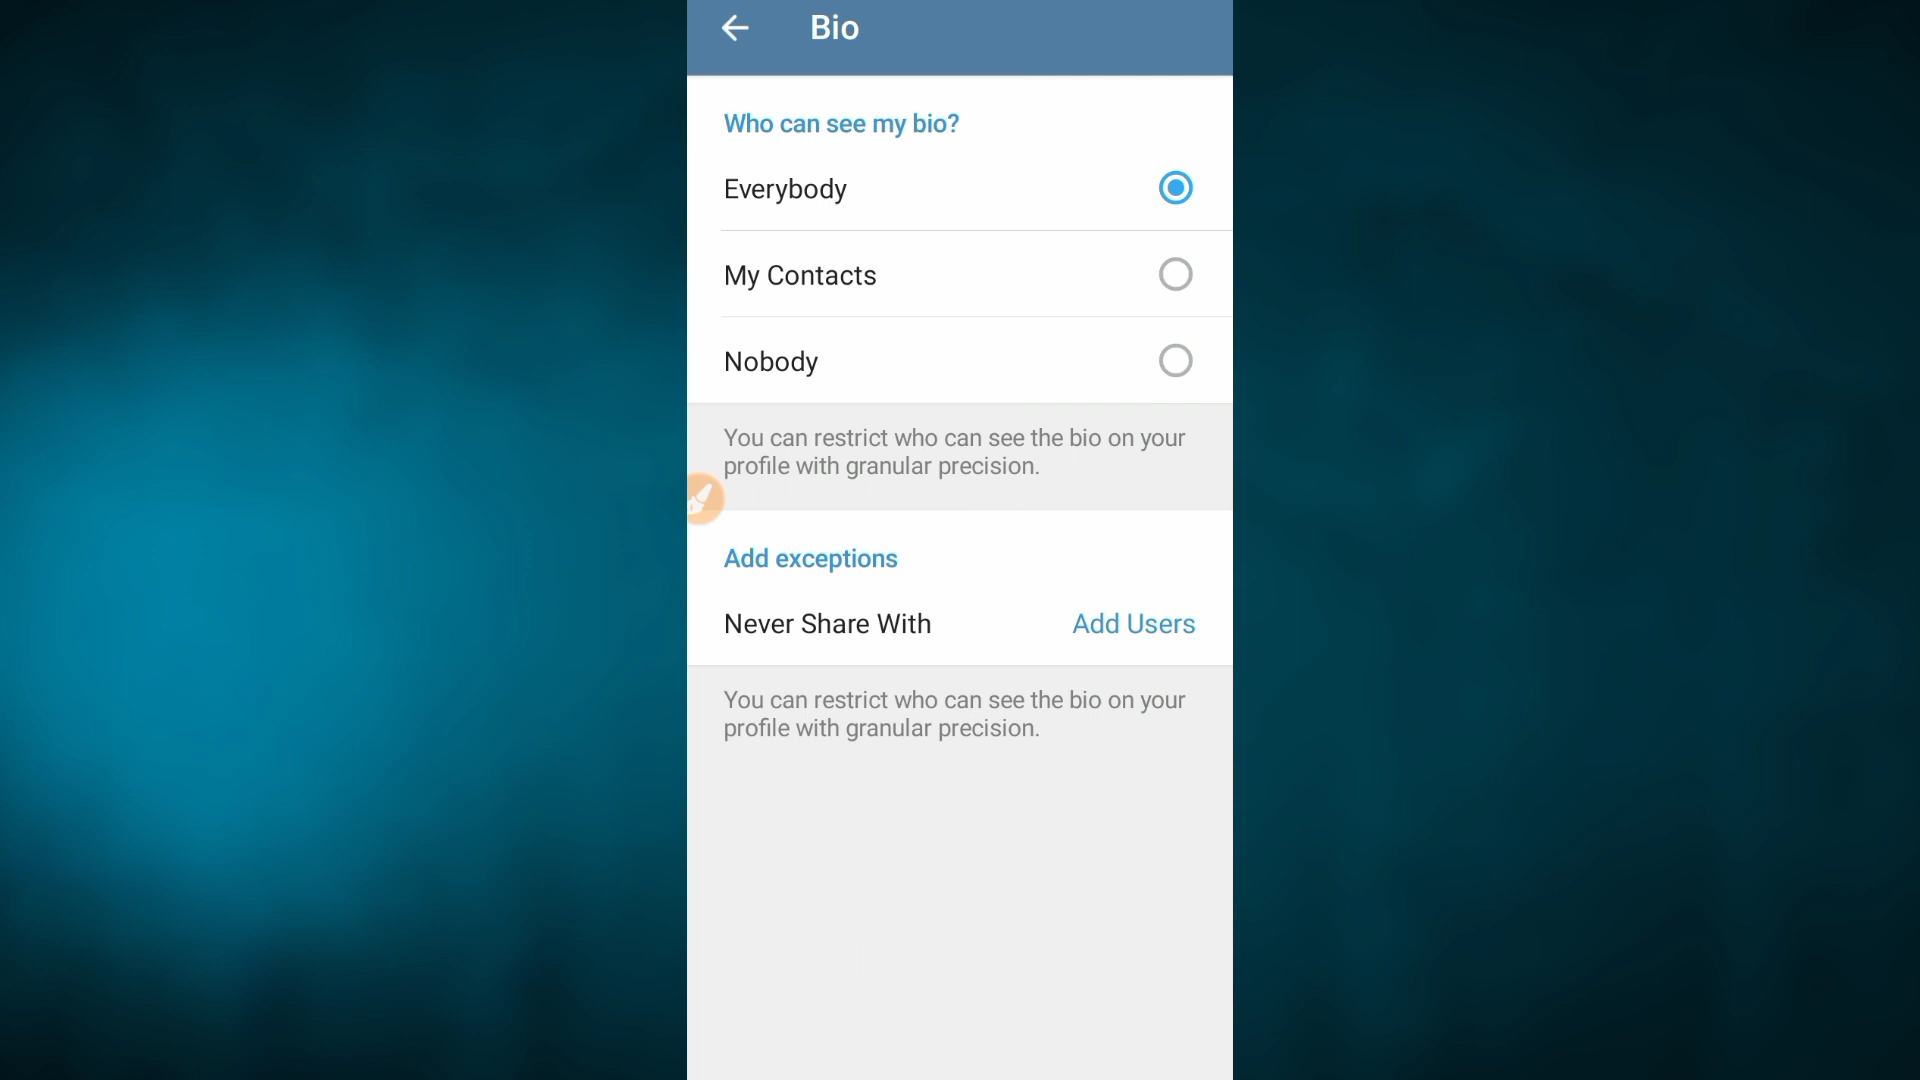 Bio
Who can see my bio?
Everybody
My Contacts
Nobody
You can restrict who can see the bio on your
profile with granular precision.
Add exceptions
Never Share With Add Users
You can restrict who can see the bio on your
profile with granular precision.